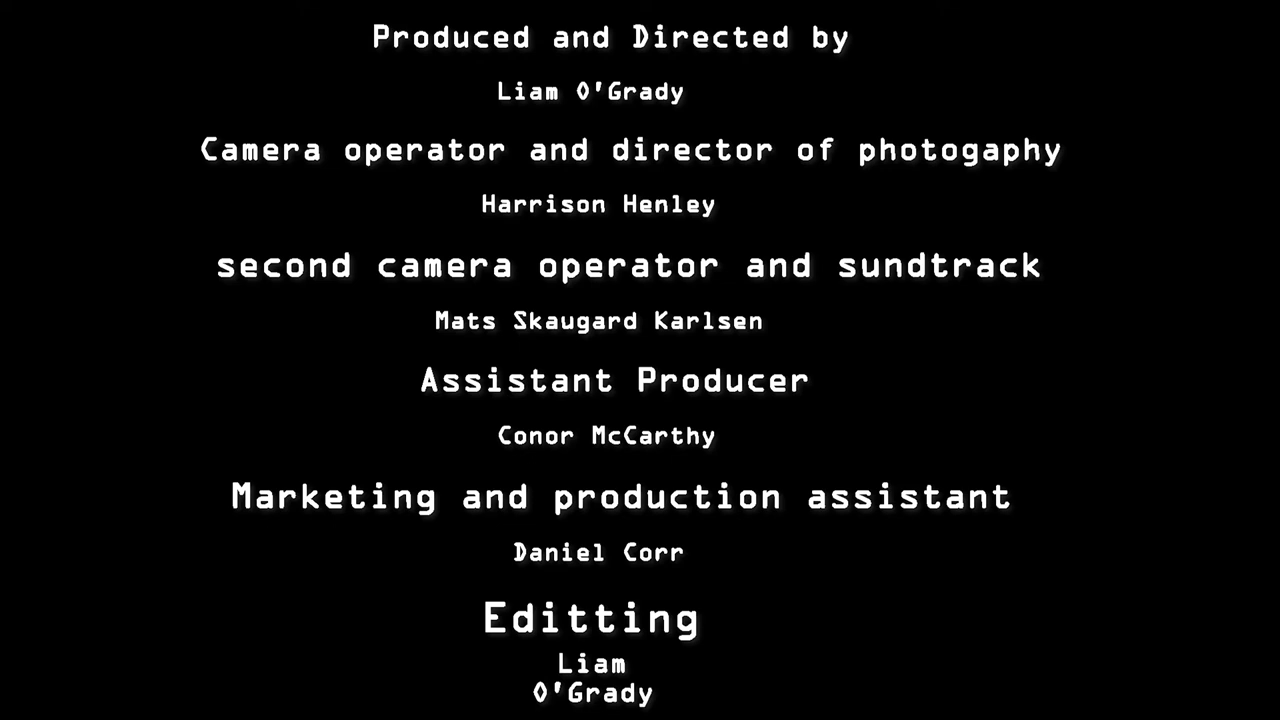 Produced and Directed by
Liam O'Grady
Camera operator and director of photogaphy
Harrison Henley
second camera operator and sundtrack
Mats Skaugard Karlsen
Assistant Producer
Conor McCarthy
Marketing and production assistant
Daniel Corr
Editting
Liam
O'Grady